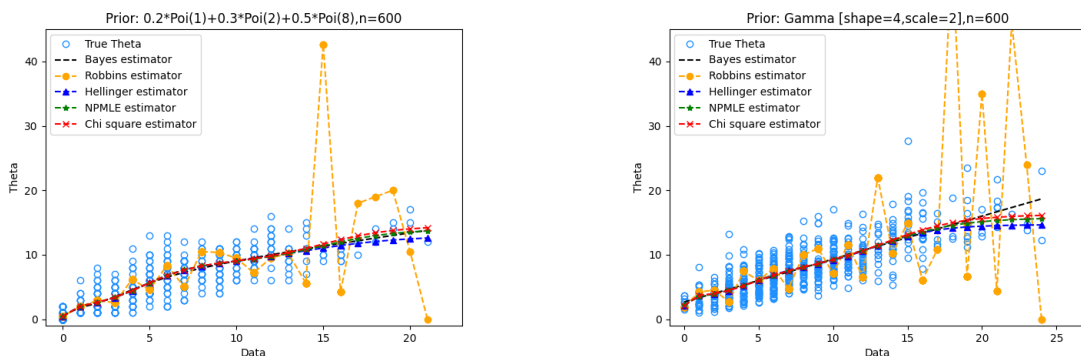 Prior: 0.2*Poi(1)+0.3*Poi(2)+0.5*Poi(8),n=600
40
30
20
10
0
Theta
True Theta
Bayes estimator
Robbins estimator
Hellinger estimator
NPMLE estimator
Chi square estimator
0 5 10 15 20
Data
Prior: Gamma [shape=4,scale=2],n=600
40
30
20
10
0
Theta
True Theta
Bayes estimator
Robbins estimator
Hellinger estimator
NPMLE estimator
Chi square estimator
0 5 10 15 20 25
Data